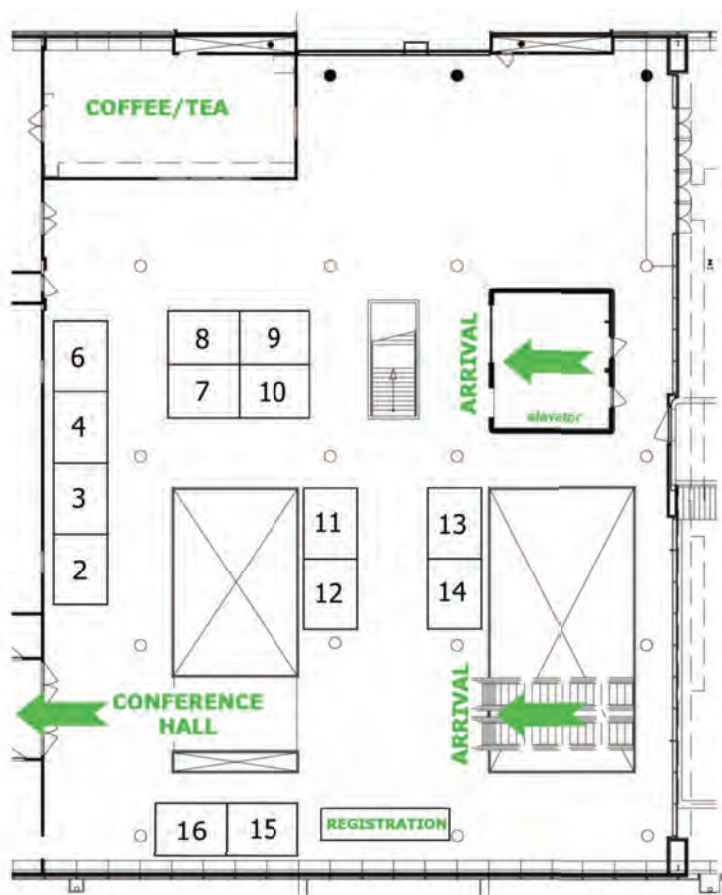 COFFEE/TEA
8 9
7 10
6
4
3
2
ARRIVAL
elevator
11
12
13
14
CONFERENCE
HALL
ARRIVAL
16 15
REGISTRATION